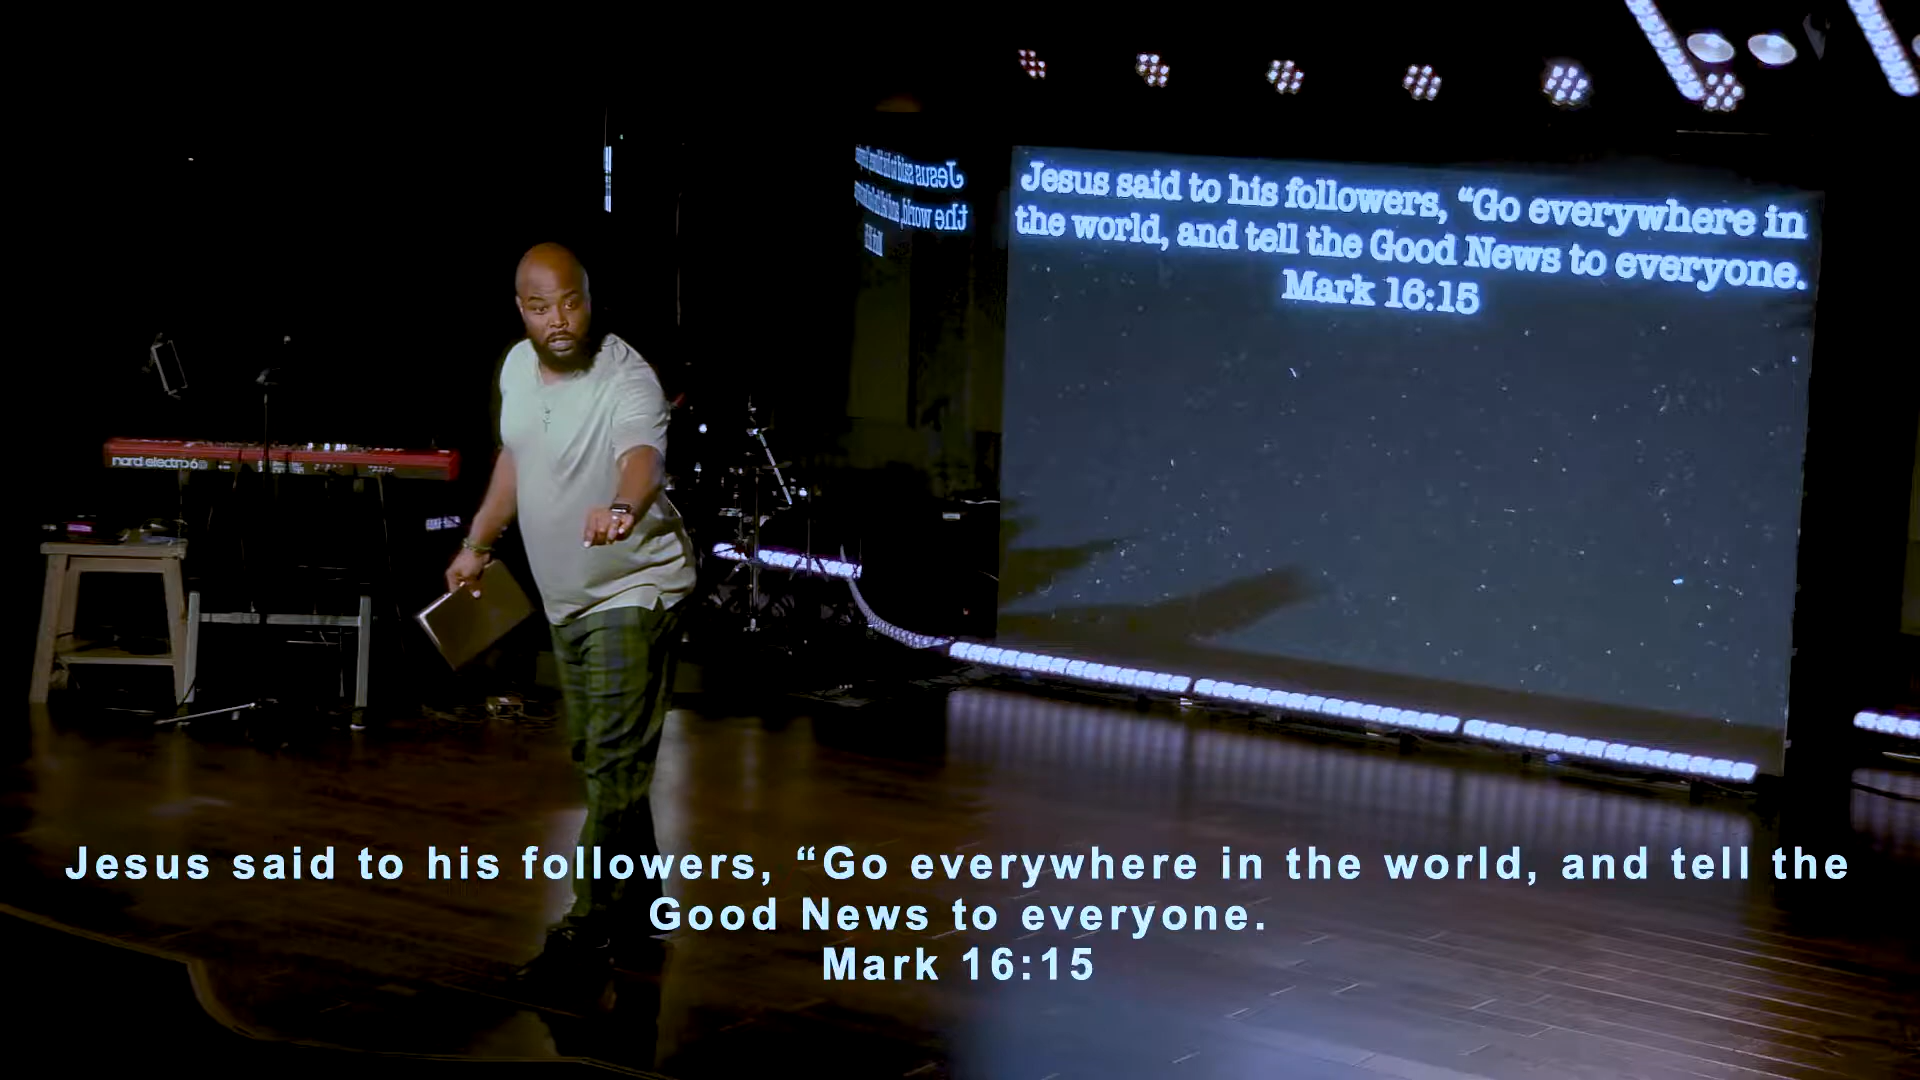 Jesus said to his followers, “Go everywhere in
the world, and tell the Good News to everyone.
Mark 16:15
nord electro 6D
Jesus said to his followers, “Go everywhere in the world, and tell the
Good News to everyone.
Mark 16:15